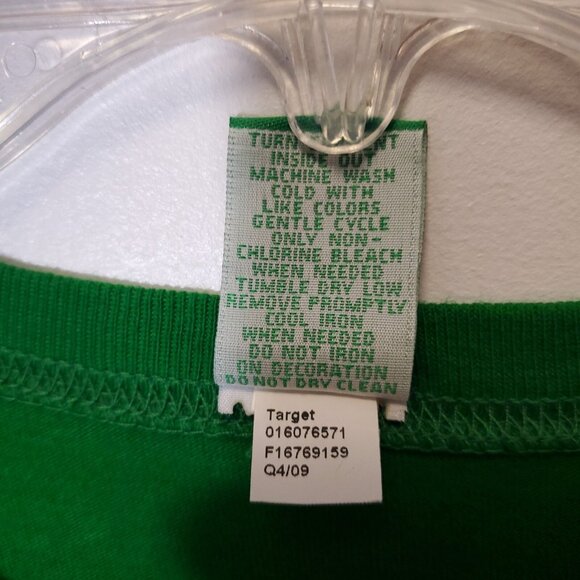 TURN
INSIDE OUT
MACHINE WASH
COLD WITH
LIKE COLORS
GENTLE CYCLE
ONLY NON-
CHLORINE BLEACH
WHEN NEEDED
TUMBLE DRY LOW
REMOVE PROMPTLY
COOL IRON
WHEN NEEDED
DO NOT IRON
ON DECORATION
DO NOT DRY CLEAN
Target
016076571
F16769159
Q4/09